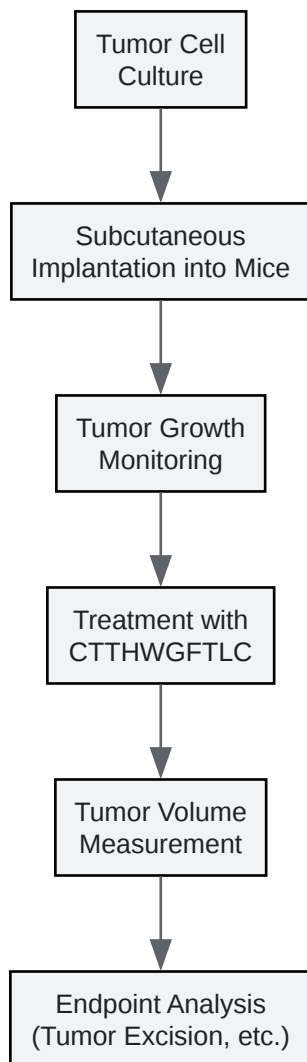 Tumor Cell
Culture
Subcutaneous
Implantation into Mice
Tumor Growth
Monitoring
Treatment with
CTTHWGFTLC
Tumor Volume
Measurement
Endpoint Analysis
(Tumor Excision, etc.)